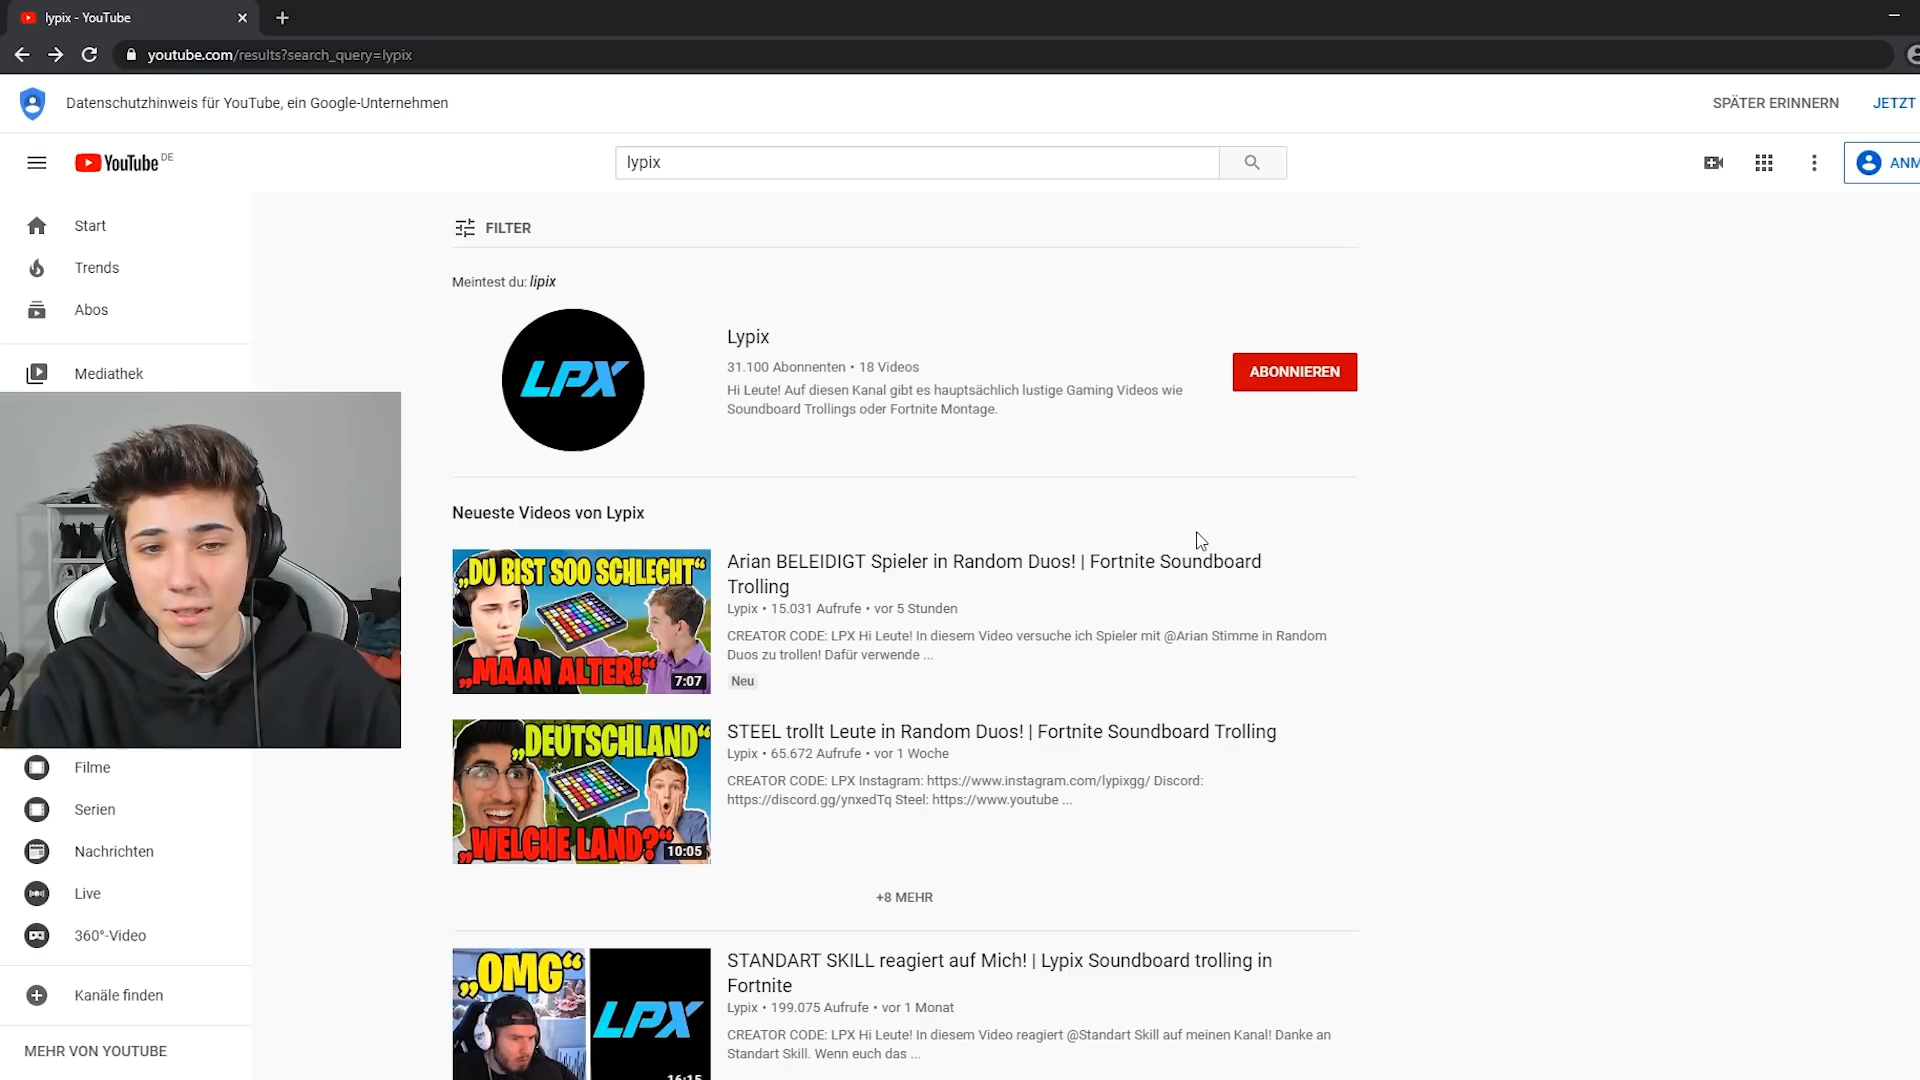 lypix - YouTube
youtube.com/results?search_query=lypix
Datenschutzhinweis für YouTube, ein Google-Unternehmen
SPÄTER ERINNERN
JETZT
YouTube DE
lypix
ANM
Start
Trends
Abos
Mediathek
Filme
Serien
Nachrichten
Live
360°-Video
Kanäle finden
MEHR VON YOUTUBE
FILTER
Meintest du: lipix
LPX
Lypix
31.100 Abonnenten • 18 Videos
Hi Leute! Auf diesen Kanal gibt es hauptsächlich lustige Gaming Videos wie
Soundboard Trollings oder Fortnite Montage.
ABONNIEREN
Neueste Videos von Lypix
„DU BIST SOO SCHLECHT“
„MAAN ALTER!“
7:07
Arian BELEIDIGT Spieler in Random Duos! | Fortnite Soundboard
Trolling
Lypix • 15.031 Aufrufe • vor 5 Stunden
CREATOR CODE: LPX Hi Leute! In diesem Video versuche ich Spieler mit @Arian Stimme in Random
Duos zu trollen! Dafür verwende ...
Neu
„DEUTSCHLAND“
„WELCHE LAND?“
10:05
STEEL trollt Leute in Random Duos! | Fortnite Soundboard Trolling
Lypix • 65.672 Aufrufe • vor 1 Woche
CREATOR CODE: LPX Instagram: https://www.instagram.com/lypixgg/ Discord:
https://discord.gg/ynxedTq Steel: https://www.youtube ...
+8 MEHR
„OMG“
LPX
16:15
STANDART SKILL reagiert auf Mich! | Lypix Soundboard trolling in
Fortnite
Lypix • 199.075 Aufrufe • vor 1 Monat
CREATOR CODE: LPX Hi Leute! In diesem Video reagiert @Standart Skill auf meinen Kanal! Danke an
Standart Skill. Wenn euch das ...